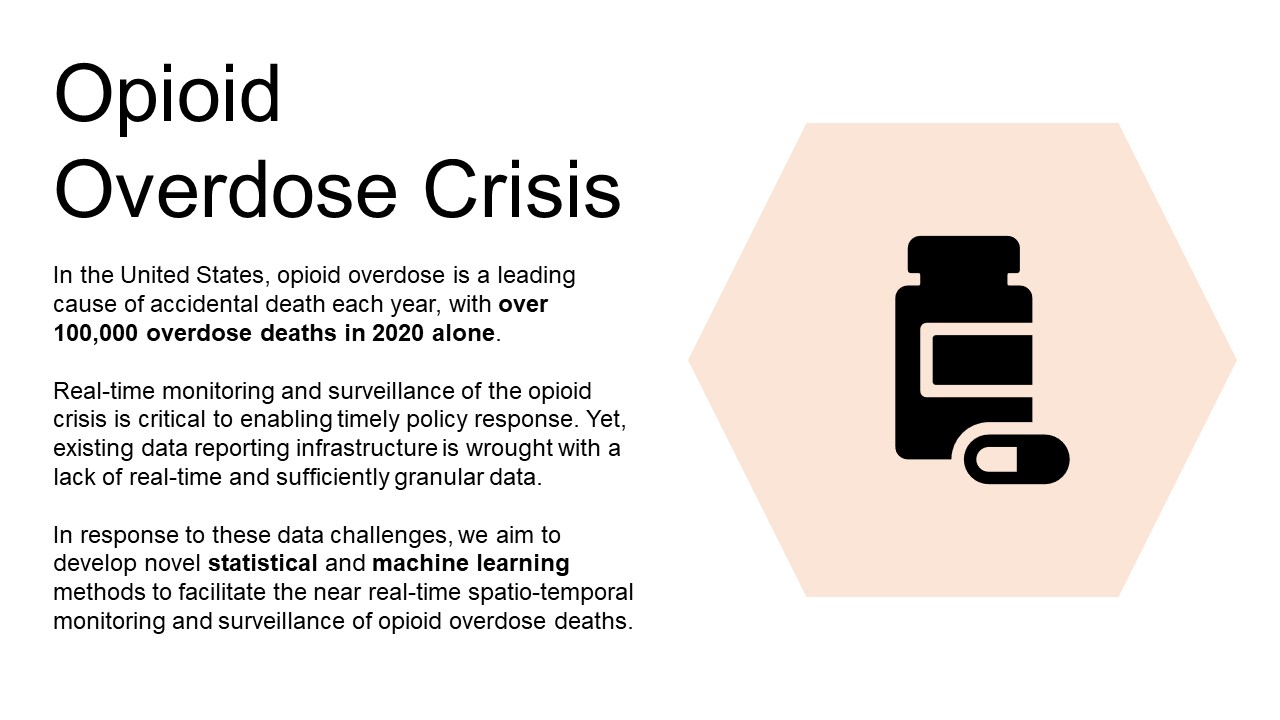 Opioid
Overdose Crisis
In the United States, opioid overdose is a leading
cause of accidental death each year, with over
100,000 overdose deaths in 2020 alone.
Real-time monitoring and surveillance of the opioid
crisis is critical to enabling timely policy response. Yet,
existing data reporting infrastructure is wrought with a
lack of real-time and sufficiently granular data.
In response to these data challenges, we aim to
develop novel statistical and machine learning
methods to facilitate the near real-time spatio-temporal
monitoring and surveillance of opioid overdose deaths.